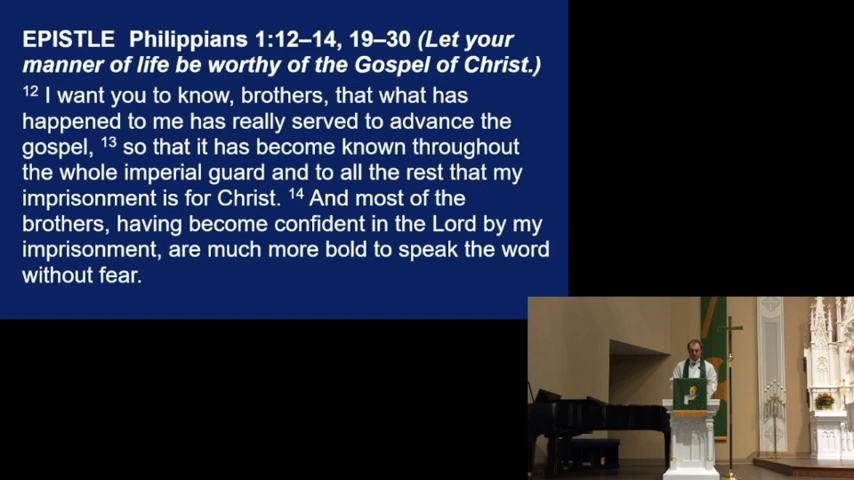 EPISTLE Philippians 1:12–14, 19–30 (Let your
manner of life be worthy of the Gospel of Christ.)
12 I want you to know, brothers, that what has
happened to me has really served to advance the
gospel, 13 so that it has become known throughout
the whole imperial guard and to all the rest that my
imprisonment is for Christ. 14 And most of the
brothers, having become confident in the Lord by my
imprisonment, are much more bold to speak the word
without fear.